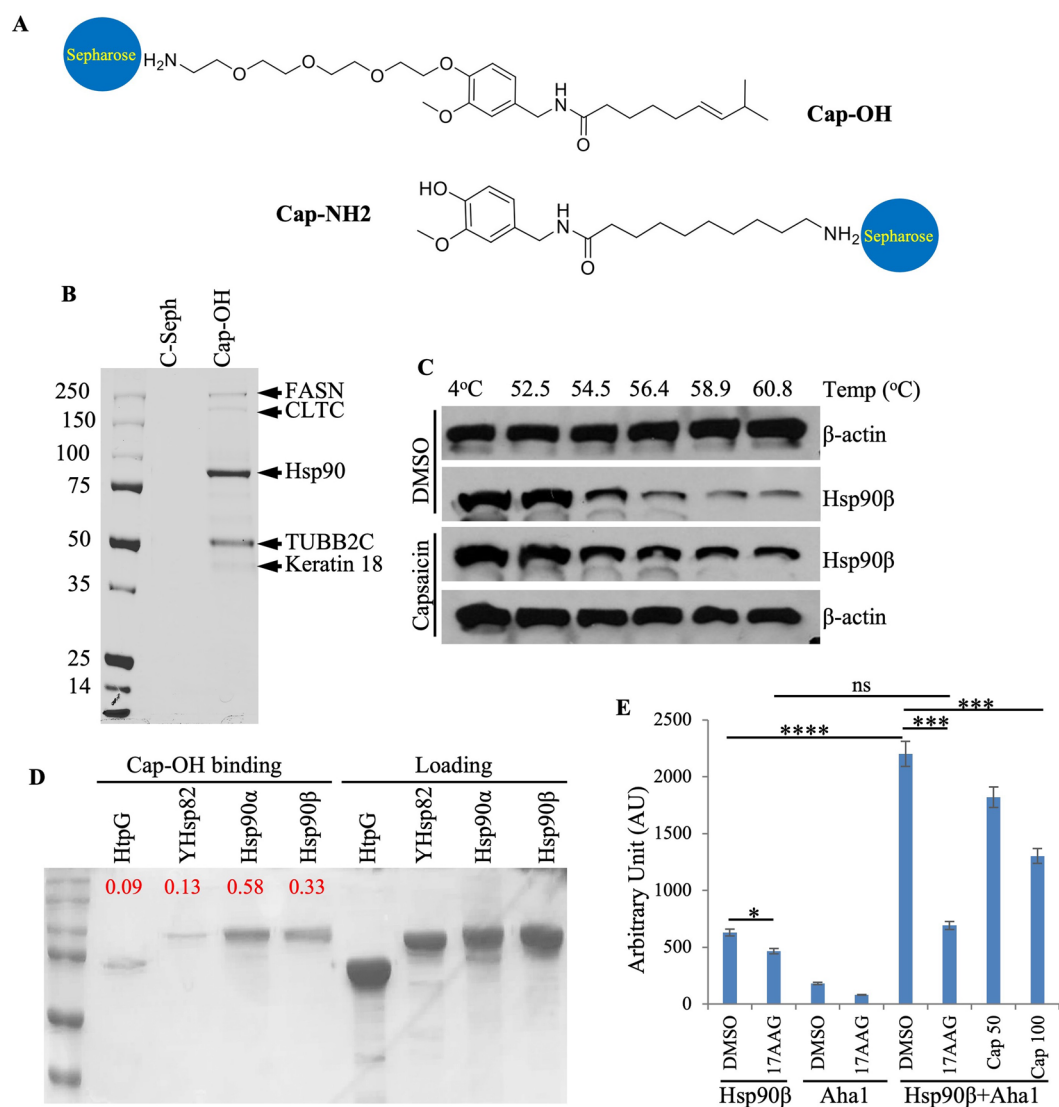 A
Sepharose
H2N
O
O
O
O
O
H
N
O
Cap-OH
Cap-NH2
HO
O
H
N
O
NH2
Sepharose
B
C-Seph
Cap-OH
250
150
100
75
50
35
25
14
FASN
CLTC
Hsp90
TUBB2C
Keratin 18
C
4°C 52.5 54.5 56.4 58.9 60.8 Temp (°C)
DMSO
β-actin
Hsp90β
Capsaicin
Hsp90β
β-actin
D
Cap-OH binding Loading
HtpG YHsp82 Hsp90α Hsp90β HtpG YHsp82 Hsp90α Hsp90β
0.09 0.13 0.58 0.33
E
ns
***
**** ***
*
Arbitrary Unit (AU)
2500
2000
1500
1000
500
0
DMSO 17AAG DMSO 17AAG DMSO 17AAG Cap 50 Cap 100
Hsp90β Aha1 Hsp90β+Aha1